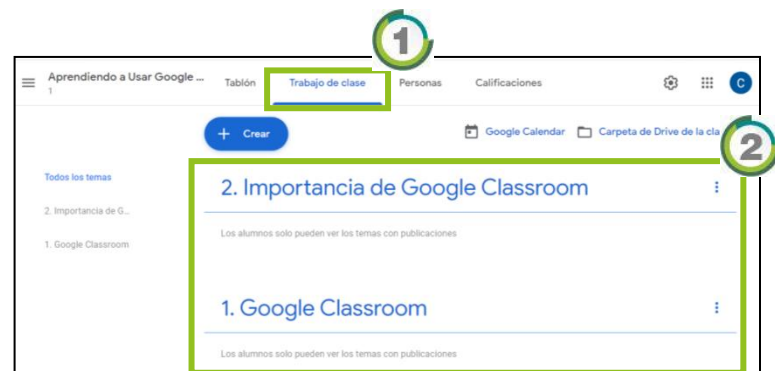 1
Aprendiendo a Usar Google ...
1
Tablón
Trabajo de clase
Personas
Calificaciones
C
+ Crear
Google Calendar
Carpeta de Drive de la cla
2
Todos los temas
2. Importancia de G...
1. Google Classroom
2. Importancia de Google Classroom
Los alumnos solo pueden ver los temas con publicaciones
1. Google Classroom
Los alumnos solo pueden ver los temas con publicaciones